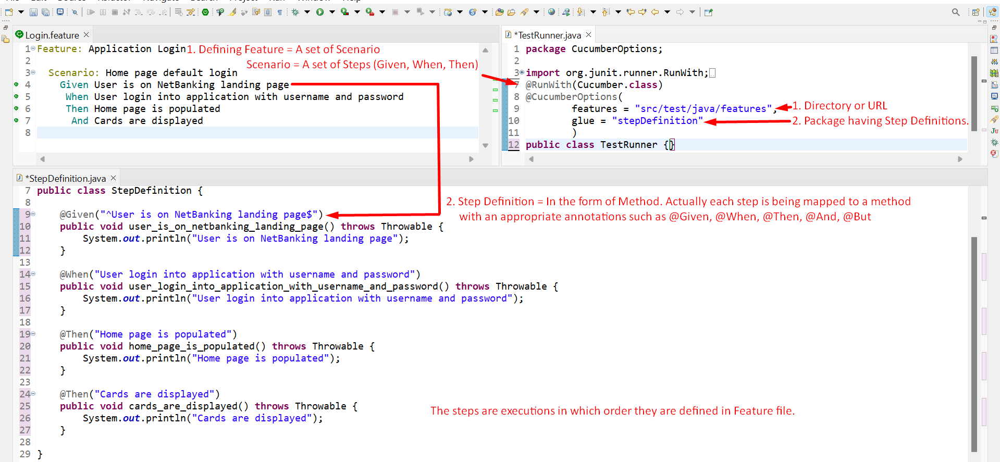 Login.feature
1 Feature: Application Login 1. Defining Feature = A set of Scenario
2 Scenario = A set of Steps (Given, When, Then)
3 Scenario: Home page default login
4 Given User is on NetBanking landing page
5 When User login into application with username and password
6 Then Home page is populated
7 And Cards are displayed
8
*TestRunner.java
1 package CucumberOptions;
2
3 import org.junit.runner.RunWith;
7 @RunWith(Cucumber.class)
8 @CucumberOptions(
9 features = "src/test/java/features", 1. Directory or URL
10 glue = "stepDefinition" 2. Package having Step Definitions.
11 )
12 public class TestRunner {}
*StepDefinition.java
7 public class StepDefinition {
8
2. Step Definition = In the form of Method. Actually each step is being mapped to a method
with an appropriate annotations such as @Given, @When, @Then, @And, @But
9 @Given("^User is on NetBanking landing page$")
10 public void user_is_on_netbanking_landing_page() throws Throwable {
11 System.out.println("User is on NetBanking landing page");
12 }
13
14 @When("User login into application with username and password")
15 public void user_login_into_application_with_username_and_password() throws Throwable {
16 System.out.println("User login into application with username and password");
17 }
18
19 @Then("Home page is populated")
20 public void home_page_is_populated() throws Throwable {
21 System.out.println("Home page is populated");
22 }
23
24 @Then("Cards are displayed")
25 public void cards_are_displayed() throws Throwable {
26 System.out.println("Cards are displayed");
27 }
The steps are executions in which order they are defined in Feature file.
28
29 }